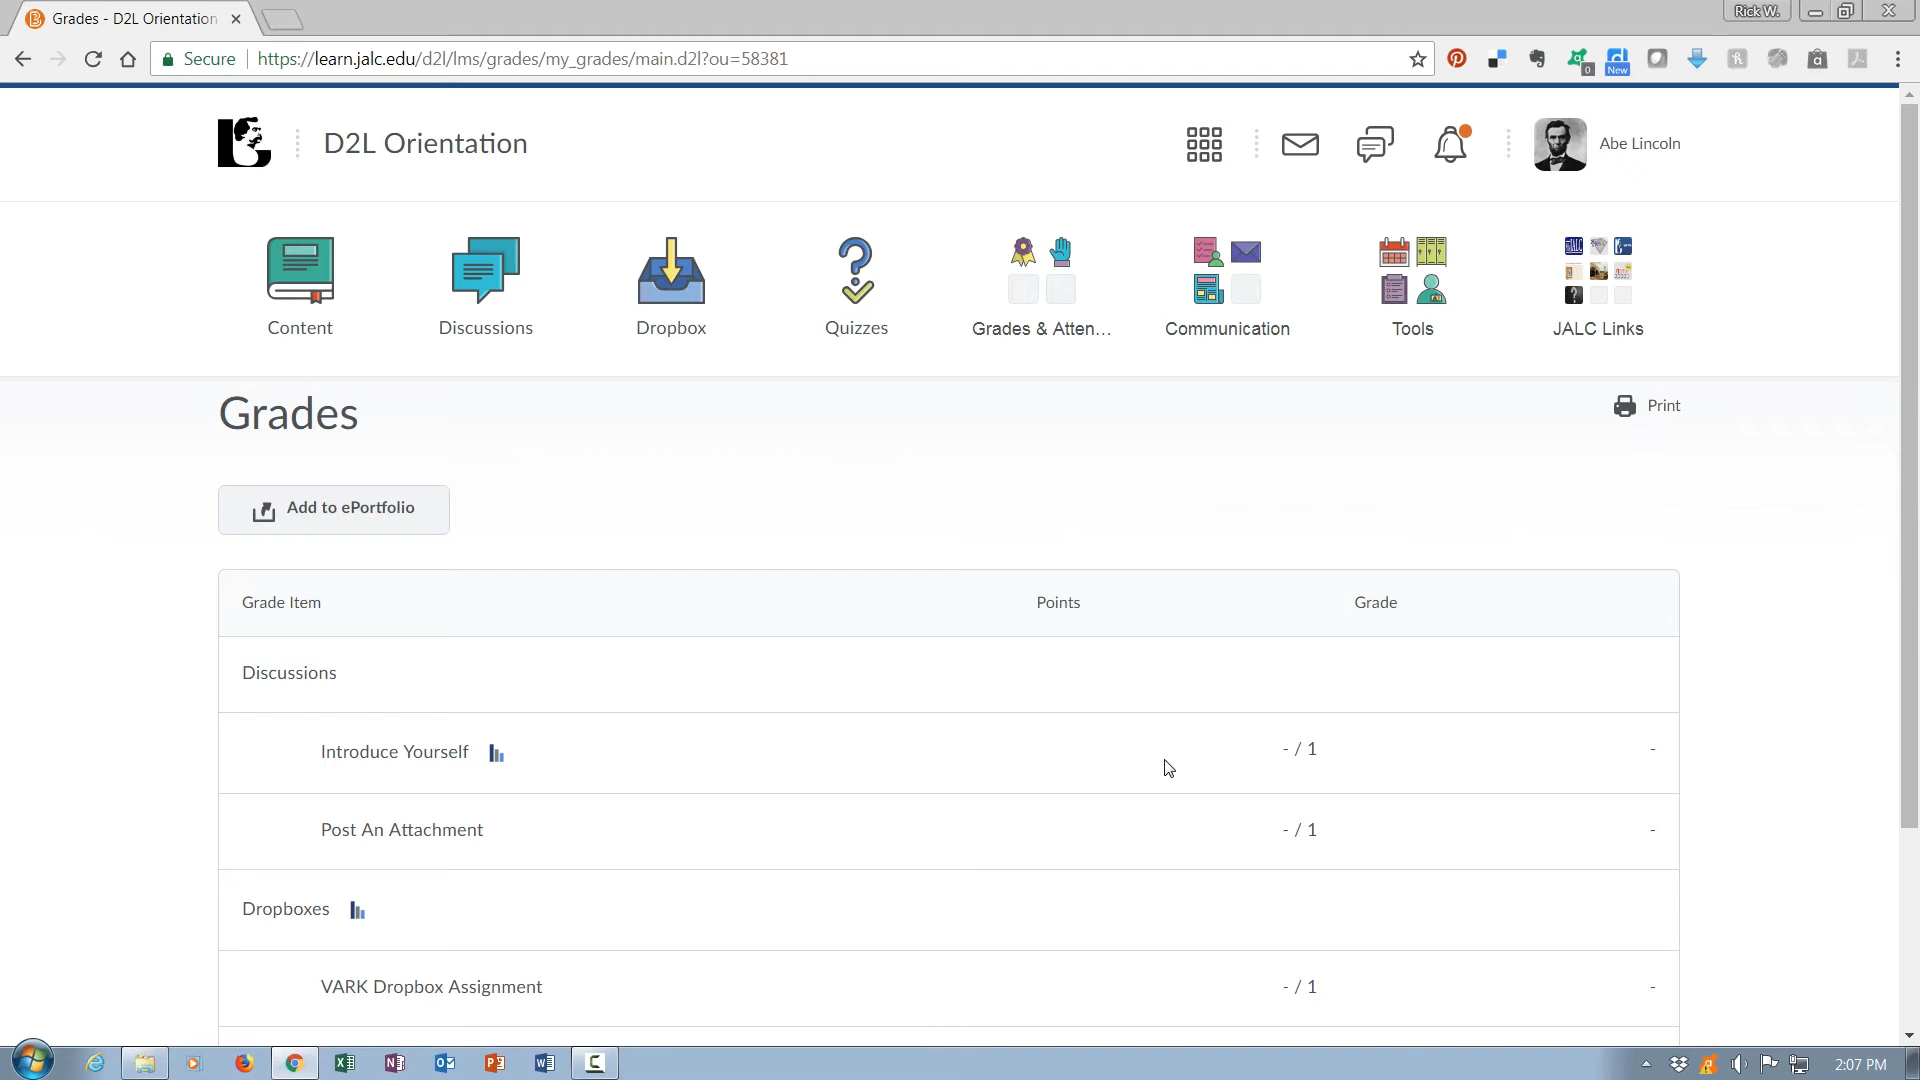 Grades - D2L Orientation
Rick W.
Secure
https://learn.jalc.edu/d2l/lms/grades/my_grades/main.d2l?ou=58381
0
New
D2L Orientation
Abe Lincoln
Content
Discussions
Dropbox
Quizzes
Grades & Atten...
Communication
Tools
JALC Links
Grades
Print
Add to ePortfolio
Grade Item Points Grade
Discussions
Introduce Yourself - / 1 -
Post An Attachment - / 1 -
Dropboxes
VARK Dropbox Assignment - / 1 -
2:07 PM